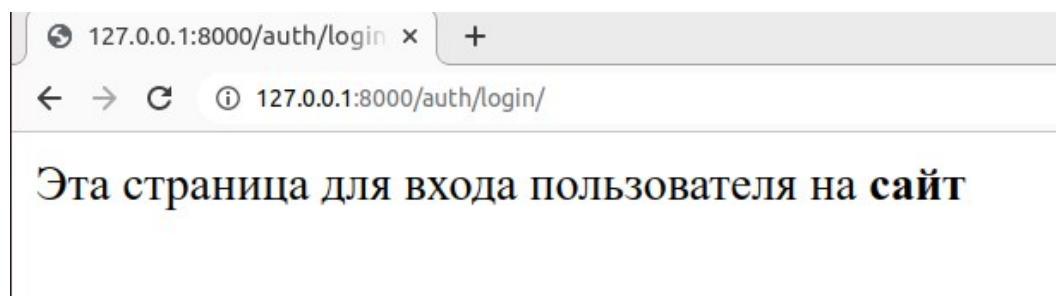 127.0.0.1:8000/auth/login
127.0.0.1:8000/auth/login/
Эта страница для входа пользователя на сайт